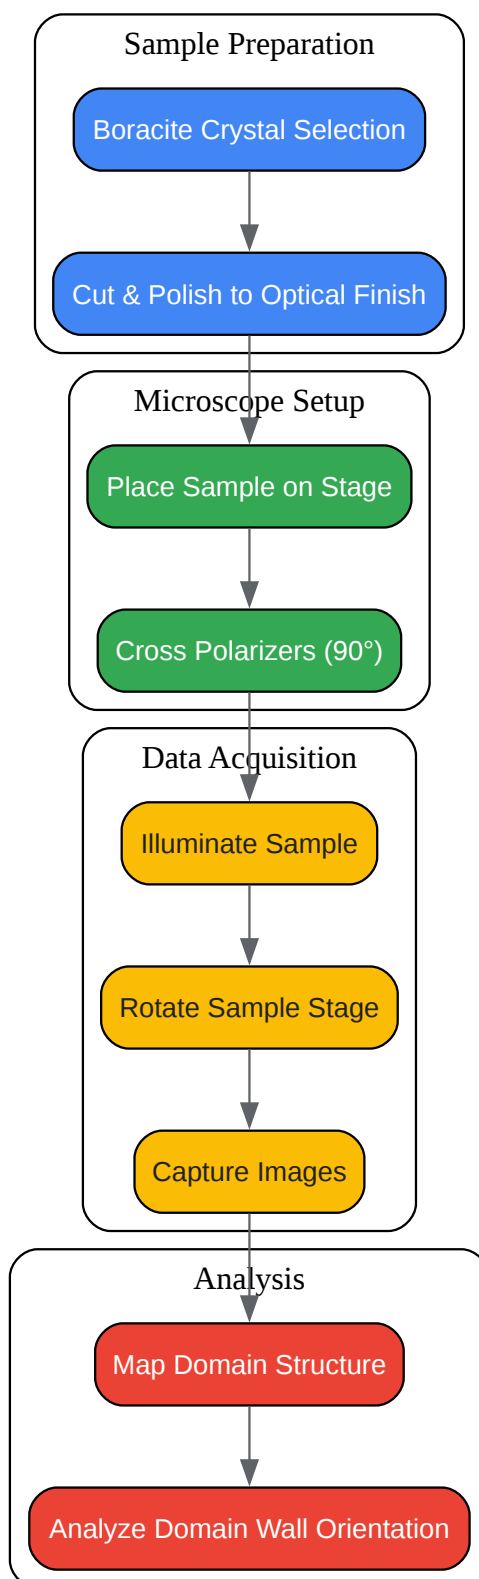 Sample Preparation
Boracite Crystal Selection
Cut & Polish to Optical Finish
Microscope Setup
Place Sample on Stage
Cross Polarizers (90°)
Data Acquisition
Illuminate Sample
Rotate Sample Stage
Capture Images
Analysis
Map Domain Structure
Analyze Domain Wall Orientation